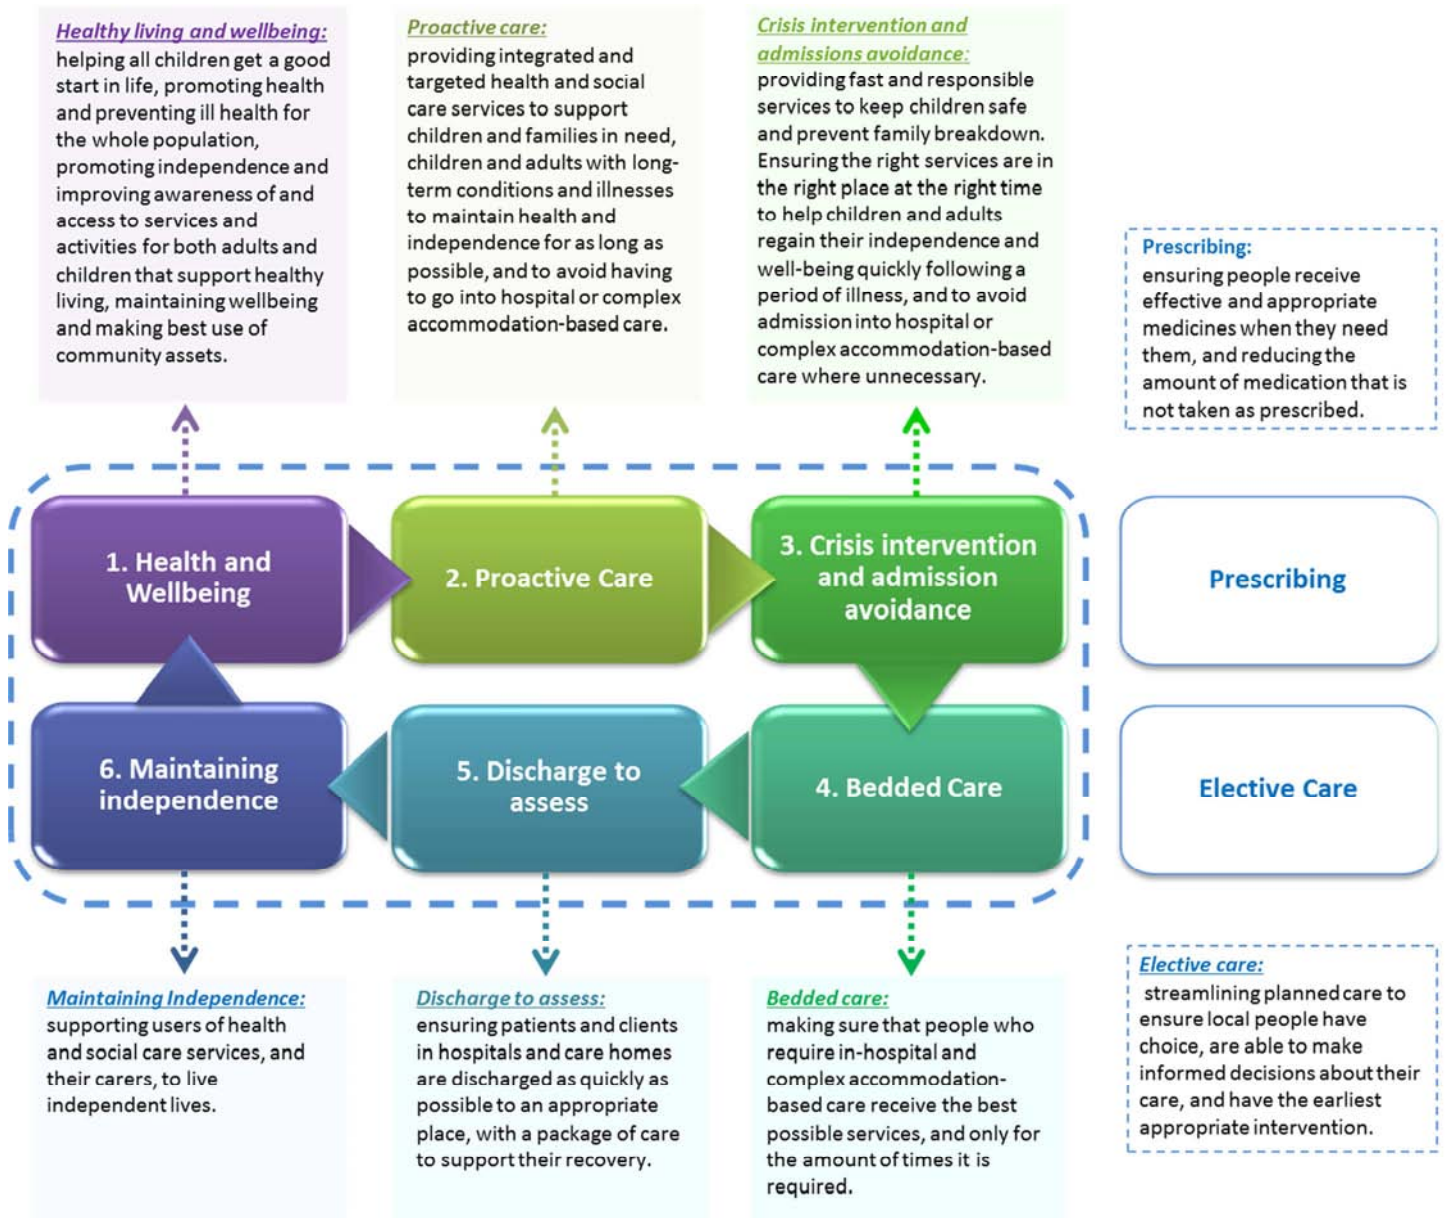 Healthy living and wellbeing:
helping all children get a good
start in life, promoting health
and preventing ill health for
the whole population,
promoting independence and
improving awareness of and
access to services and
activities for both adults and
children that support healthy
living, maintaining wellbeing
and making best use of
community assets.
Proactive care:
providing integrated and
targeted health and social
care services to support
children and families in need,
children and adults with long-
term conditions and illnesses
to maintain health and
independence for as long as
possible, and to avoid having
to go into hospital or complex
accommodation-based care.
Crisis intervention and
admissions avoidance:
providing fast and responsible
services to keep children safe
and prevent family breakdown.
Ensuring the right services are in
the right place at the right time
to help children and adults
regain their independence and
well-being quickly following a
period of illness, and to avoid
admission into hospital or
complex accommodation-based
care where unnecessary.
Prescribing:
ensuring people receive
effective and appropriate
medicines when they need
them, and reducing the
amount of medication that is
not taken as prescribed.
1. Health and
Wellbeing
2. Proactive Care
3. Crisis intervention
and admission
avoidance
Prescribing
6. Maintaining
independence
5. Discharge to
assess
4. Bedded Care
Elective Care
Maintaining Independence:
supporting users of health
and social care services, and
their carers, to live
independent lives.
Discharge to assess:
ensuring patients and clients
in hospitals and care homes
are discharged as quickly as
possible to an appropriate
place, with a package of care
to support their recovery.
Bedded care:
making sure that people who
require in-hospital and
complex accommodation-
based care receive the best
possible services, and only for
the amount of times it is
required.
Elective care:
streamlining planned care to
ensure local people have
choice, are able to make
informed decisions about their
care, and have the earliest
appropriate intervention.